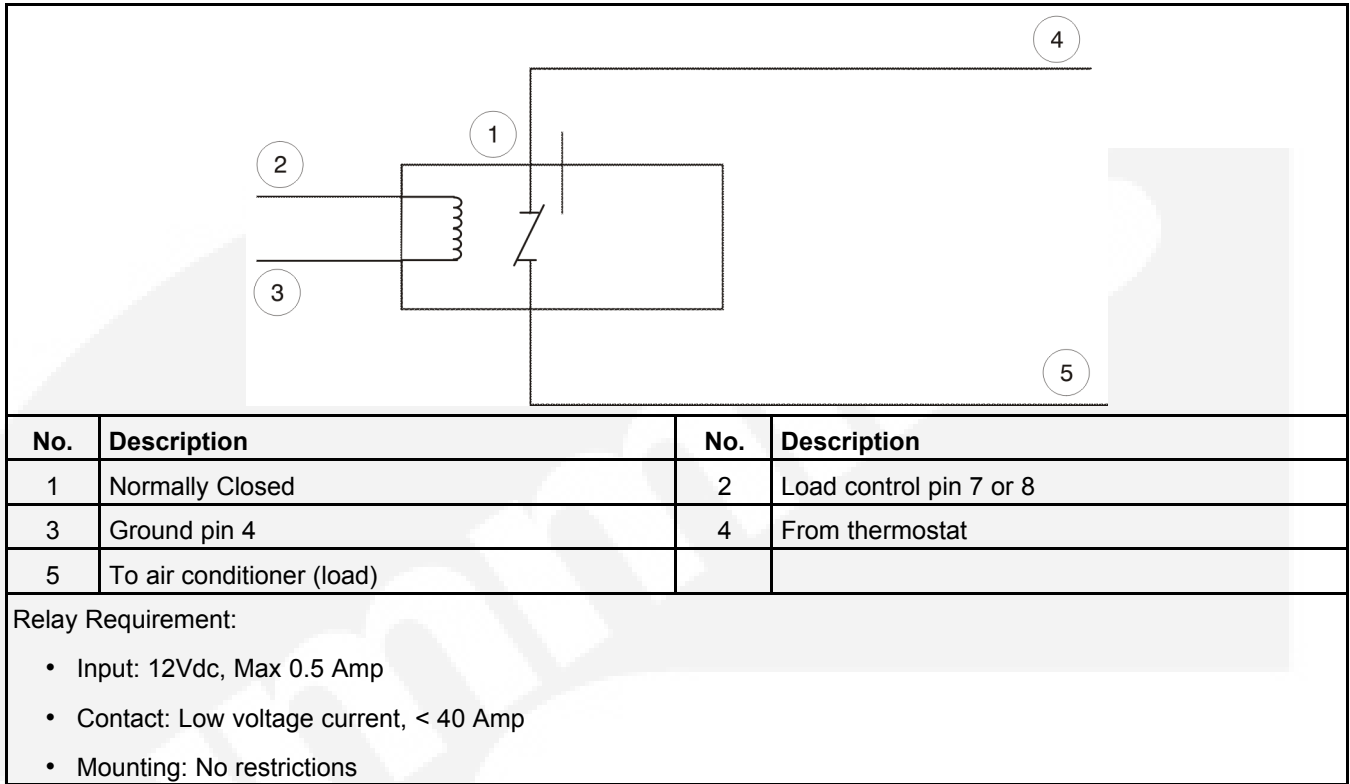 4
1
2
3
5
No. Description No. Description
1 Normally Closed 2 Load control pin 7 or 8
3 Ground pin 4 4 From thermostat
5 To air conditioner (load)
Relay Requirement:
• Input: 12Vdc, Max 0.5 Amp
• Contact: Low voltage current, < 40 Amp
• Mounting: No restrictions